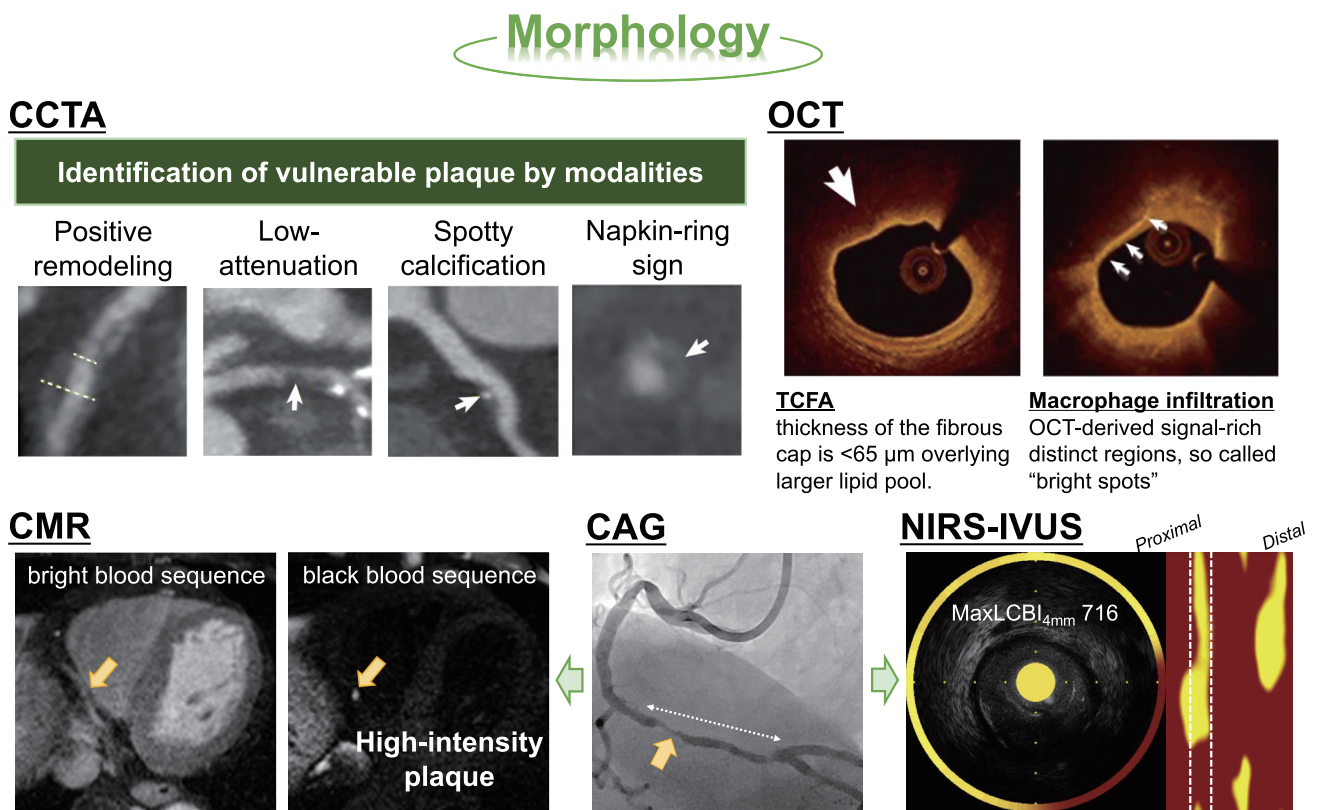 Morphology
CCTA
Identification of vulnerable plaque by modalities
Positive
remodeling
Low-
attenuation
Spotty
calcification
Napkin-ring
sign
OCT
TCFA
thickness of the fibrous
cap is <65 µm overlying
larger lipid pool.
Macrophage infiltration
OCT-derived signal-rich
distinct regions, so called
“bright spots”
CMR
bright blood sequence
black blood sequence
High-intensity
plaque
CAG
NIRS-IVUS
Proximal
Distal
MaxLCBI4mm 716